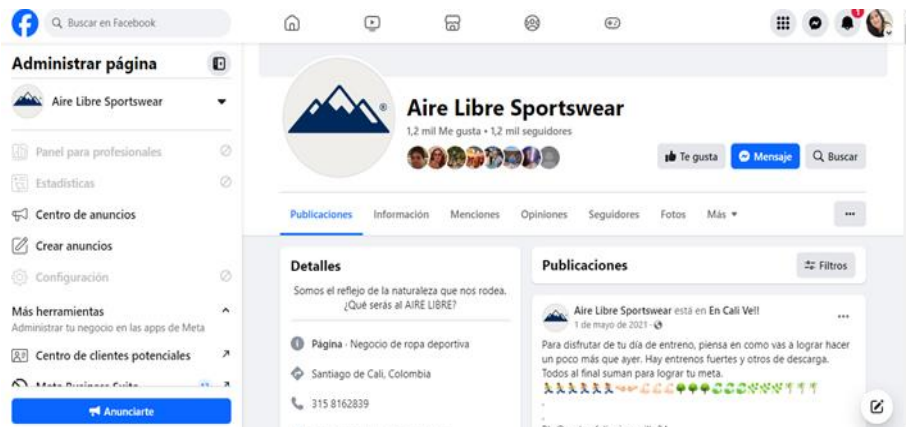 Buscar en Facebook
1
Administrar página
Aire Libre Sportswear
Panel para profesionales
Estadísticas
Centro de anuncios
Crear anuncios
Configuración
Más herramientas
Administrar tu negocio en las apps de Meta
Centro de clientes potenciales
Meta Business Suite
Anunciarte
®
Aire Libre Sportswear
1,2 mil Me gusta • 1,2 mil seguidores
Te gusta
Mensaje
Buscar
Publicaciones Información Menciones Opiniones Seguidores Fotos Más
Detalles
Somos el reflejo de la naturaleza que nos rodea.
¿Qué serás al AIRE LIBRE?
Página · Negocio de ropa deportiva
Santiago de Cali, Colombia
315 8162839
Publicaciones
Filtros
Aire Libre Sportswear está en En Cali Ve!!
1 de mayo de 2021 ·
Para disfrutar de tu día de entreno, piensa en como vas a lograr hacer
un poco más que ayer. Hay entrenos fuertes y otros de descarga.
Todos al final suman para lograr tu meta.
.
.